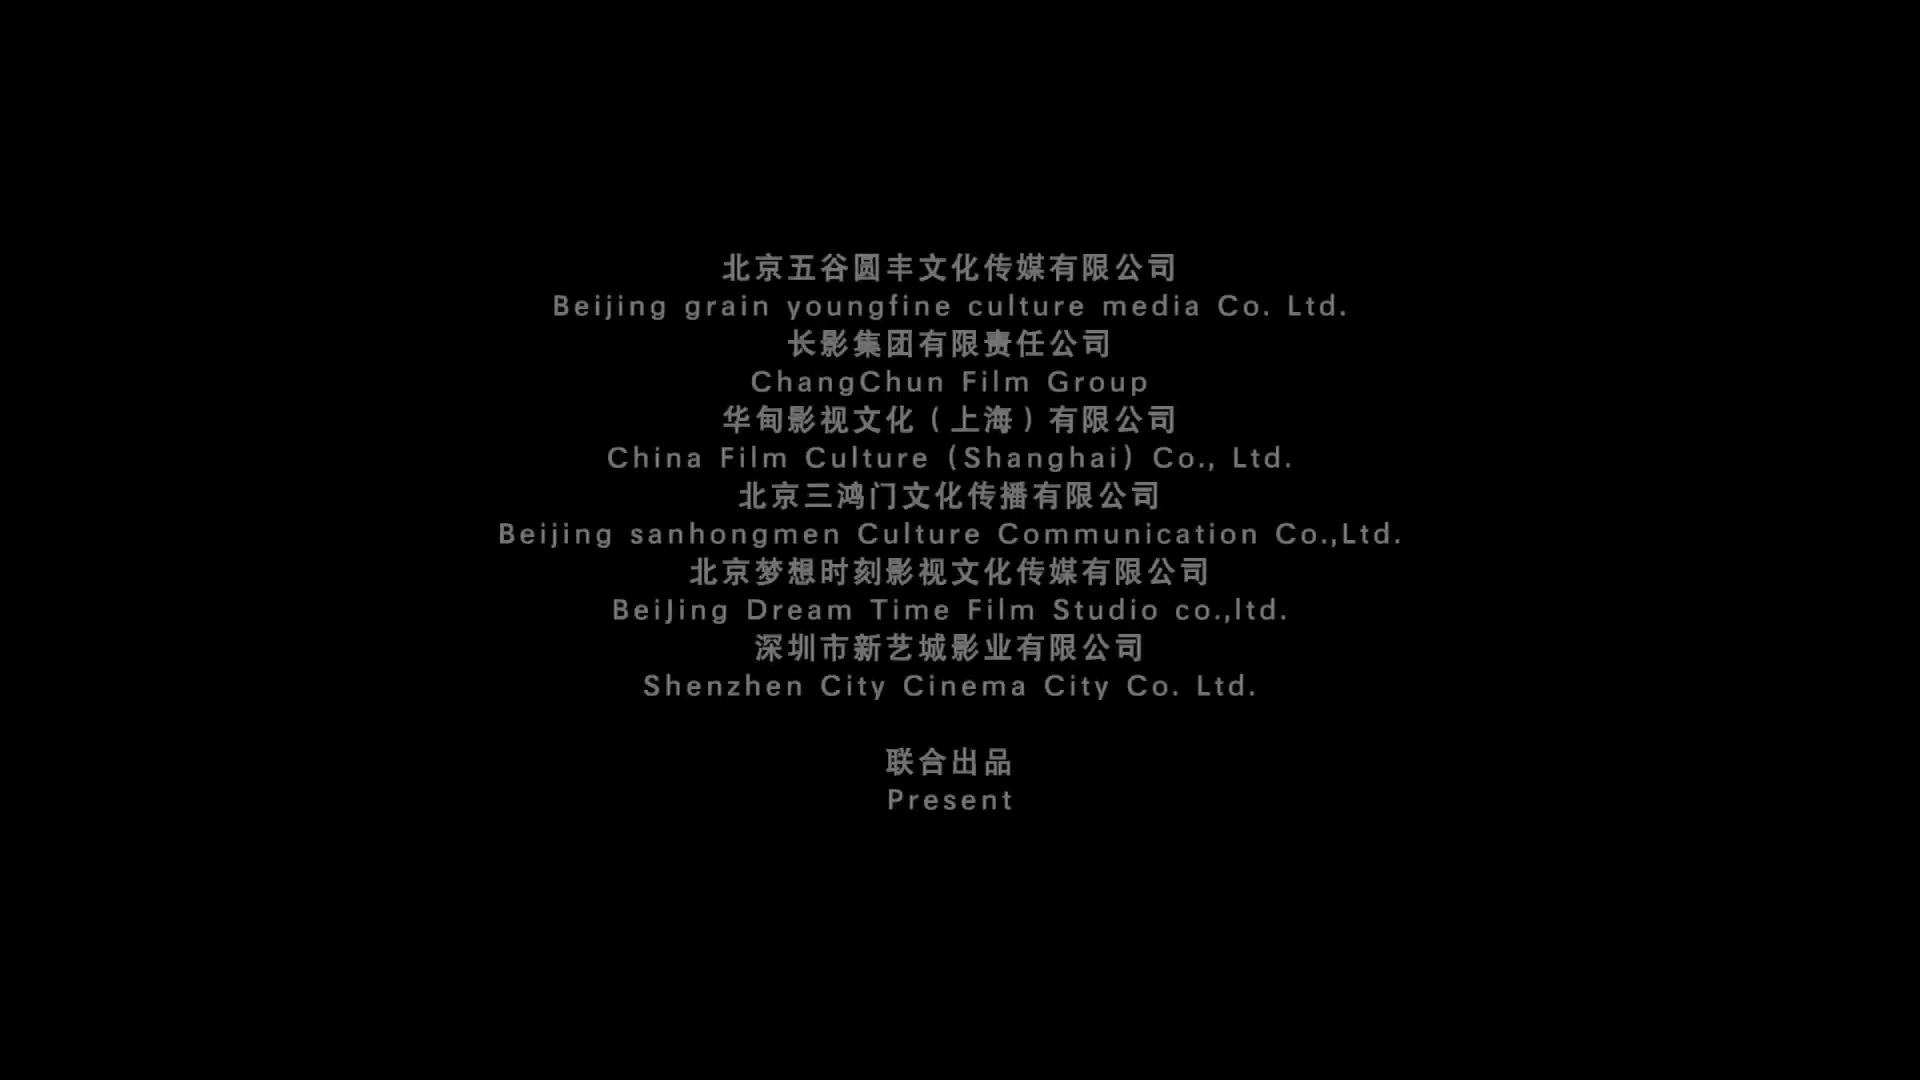 北京五谷圆丰文化传媒有限公司
Beijing grain youngfine culture media Co. Ltd.
长影集团有限责任公司
ChangChun Film Group
华甸影视文化（上海）有限公司
China Film Culture (Shanghai) Co., Ltd.
北京三鸿门文化传播有限公司
Beijing sanhongmen Culture Communication Co.,Ltd.
北京梦想时刻影视文化传媒有限公司
BeiJing Dream Time Film Studio co.,ltd.
深圳市新艺城影业有限公司
Shenzhen City Cinema City Co. Ltd.
联合出品
Present